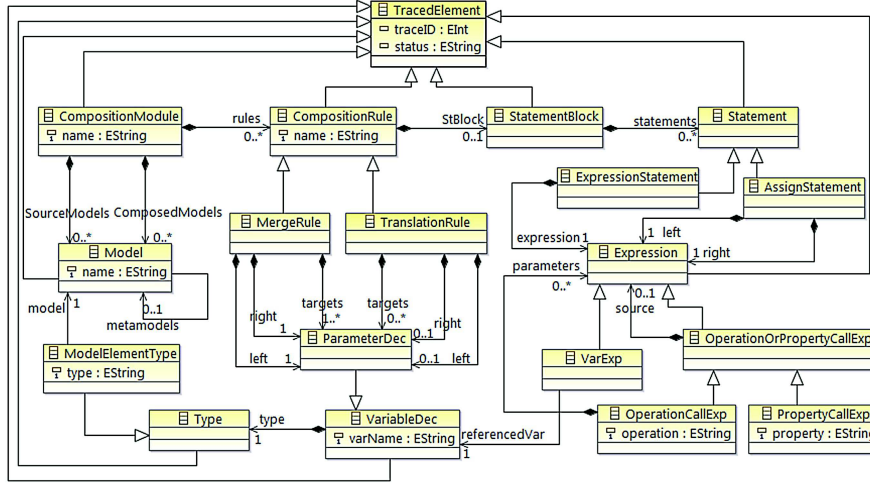 TracedElement
traceID : EInt
status : EString
CompositionModule
name : EString
rules
0..*
CompositionRule
name : EString
StBlock
0..1
StatementBlock
statements
0..*
Statement
ExpressionStatement
AssignStatement
SourceModels
ComposedModels
0..*
0..*
MergeRule
TranslationRule
expression
1
1
left
Model
name : EString
Expression
1
right
parameters
0..*
model
1
0..1
metamodels
right
1
targets
1..*
targets
0..*
0..1
right
0..1
source
ParameterDec
OperationOrPropertyCallExp
ModelElementType
type : EString
left
1
0..1
left
VarExp
Type
type
1
VariableDec
varName : EString
referencedVar
1
OperationCallExp
operation : EString
PropertyCallExp
property : EString